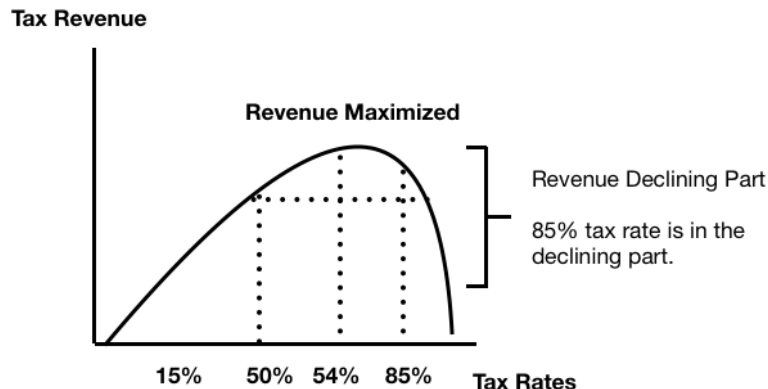 Tax Revenue
Revenue Maximized
Revenue Declining Part
85% tax rate is in the
declining part.
15% 50% 54% 85%
Tax Rates